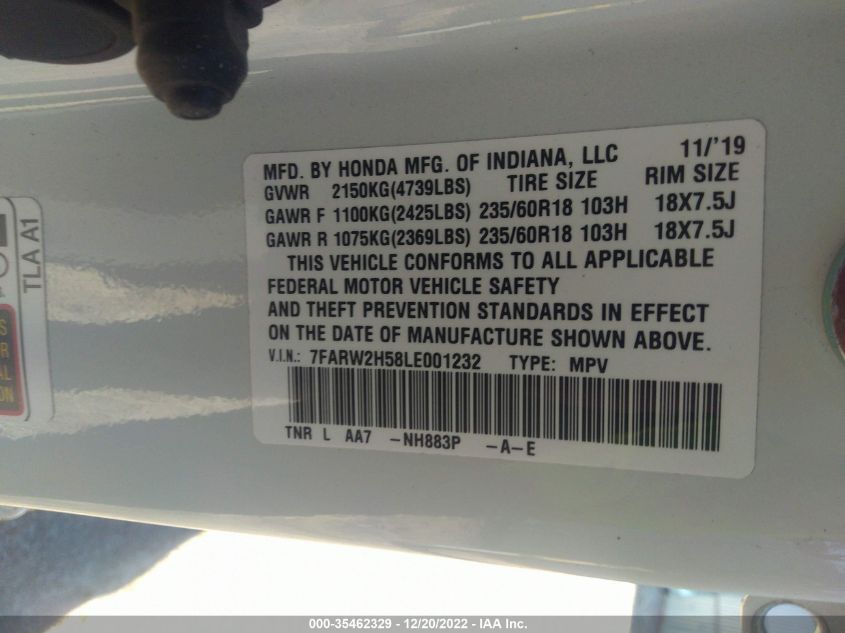 MFD. BY HONDA MFG. OF INDIANA, LLC 11/'19
GVWR 2150KG(4739LBS) TIRE SIZE RIM SIZE
GAWR F 1100KG(2425LBS) 235/60R18 103H 18X7.5J
GAWR R 1075KG(2369LBS) 235/60R18 103H 18X7.5J
THIS VEHICLE CONFORMS TO ALL APPLICABLE
FEDERAL MOTOR VEHICLE SAFETY
AND THEFT PREVENTION STANDARDS IN EFFECT
ON THE DATE OF MANUFACTURE SHOWN ABOVE.
V.I.N.: 7FARW2H58LE001232 TYPE: MPV
TNR L AA7 -NH883P -A-E
TLA A1
000-35462329 - 12/20/2022 - IAA Inc.